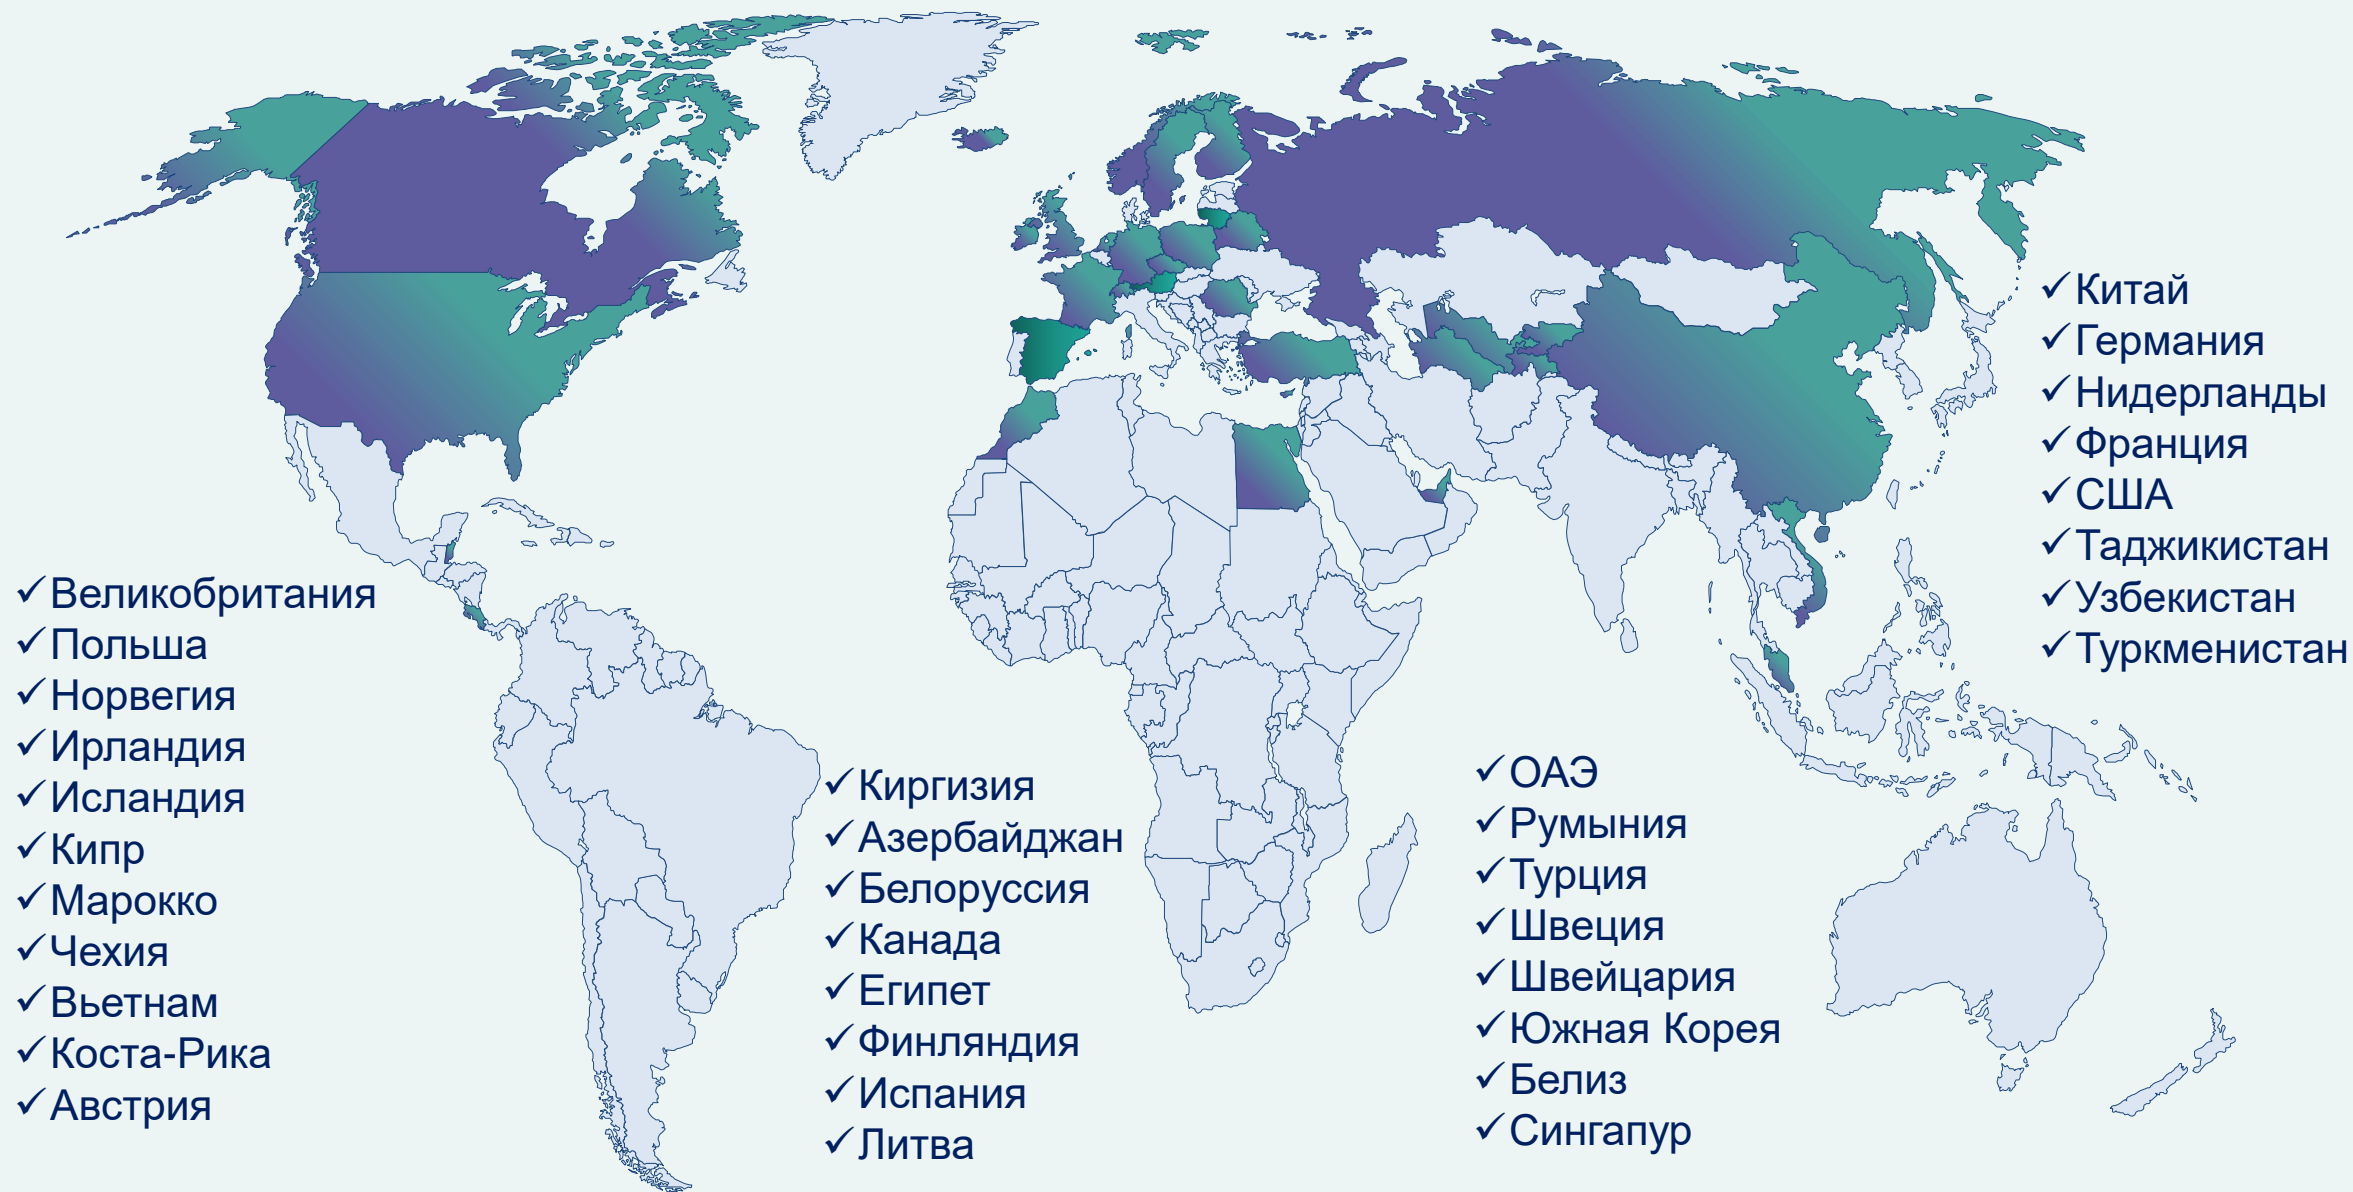 ✓Великобритания
✓Польша
✓Норвегия
✓Ирландия
✓Исландия
✓Кипр
✓Марокко
✓Чехия
✓Вьетнам
✓Коста-Рика
✓Австрия
✓Киргизия
✓Азербайджан
✓Белоруссия
✓Канада
✓Египет
✓Финляндия
✓Испания
✓Литва
✓ОАЭ
✓Румыния
✓Турция
✓Швеция
✓Швейцария
✓Южная Корея
✓Белиз
✓Сингапур
✓Китай
✓Германия
✓Нидерланды
✓Франция
✓США
✓Таджикистан
✓Узбекистан
✓Туркменистан